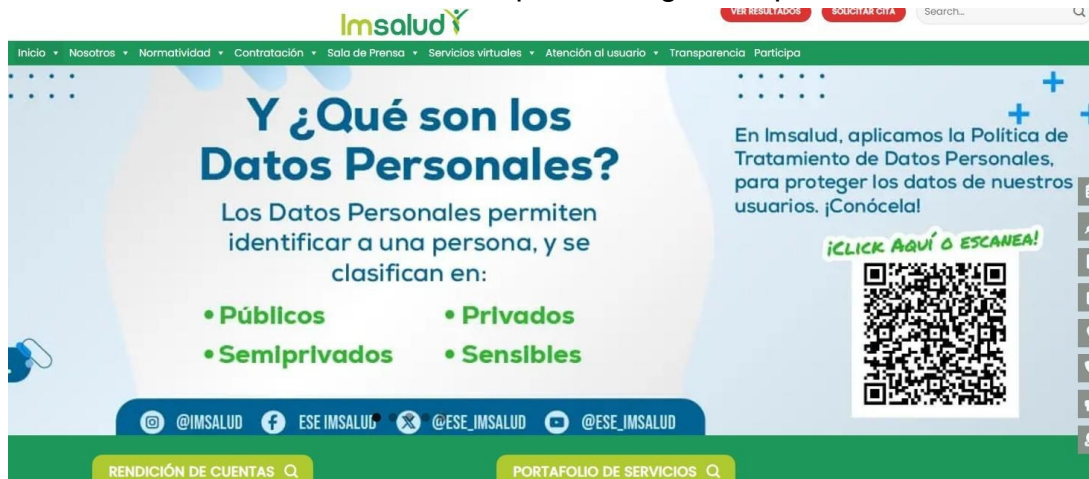 Imsalud
VER RESULTADOS
SOLICITAR CITA
Search...
Inicio Nosotros Normatividad Contratación Sala de Prensa Servicios virtuales Atención al usuario Transparencia Participa
Y ¿Qué son los
Datos Personales?
Los Datos Personales permiten
identificar a una persona, y se
clasifican en:
• Públicos • Privados
• Semiprivados • Sensibles
En Imsalud, aplicamos la Política de
Tratamiento de Datos Personales,
para proteger los datos de nuestros
usuarios. ¡Conócela!
¡CLICK AQUÍ O ESCANEA!
@IMSALUD ESE IMSALUD @ESE_IMSALUD @ESE_IMSALUD
RENDICIÓN DE CUENTAS PORTAFOLIO DE SERVICIOS